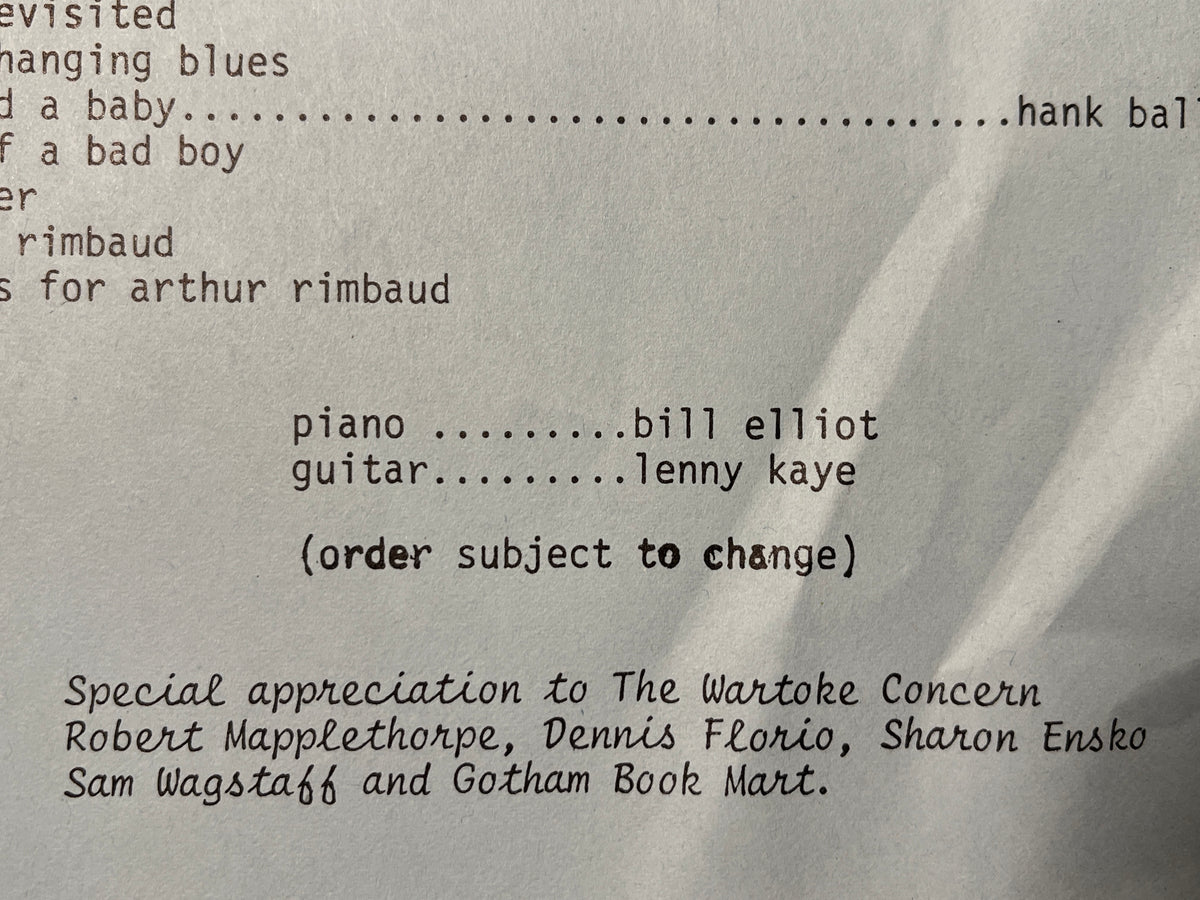 evisited
hanging blues
d a baby.....................................hank bal
f a bad boy
er
rimbaud
s for arthur rimbaud
piano .........bill elliot
guitar.........lenny kaye
(order subject to change)
Special appreciation to The Wartoke Concern
Robert Mapplethorpe, Dennis Florio, Sharon Ensko
Sam Wagstaff and Gotham Book Mart.